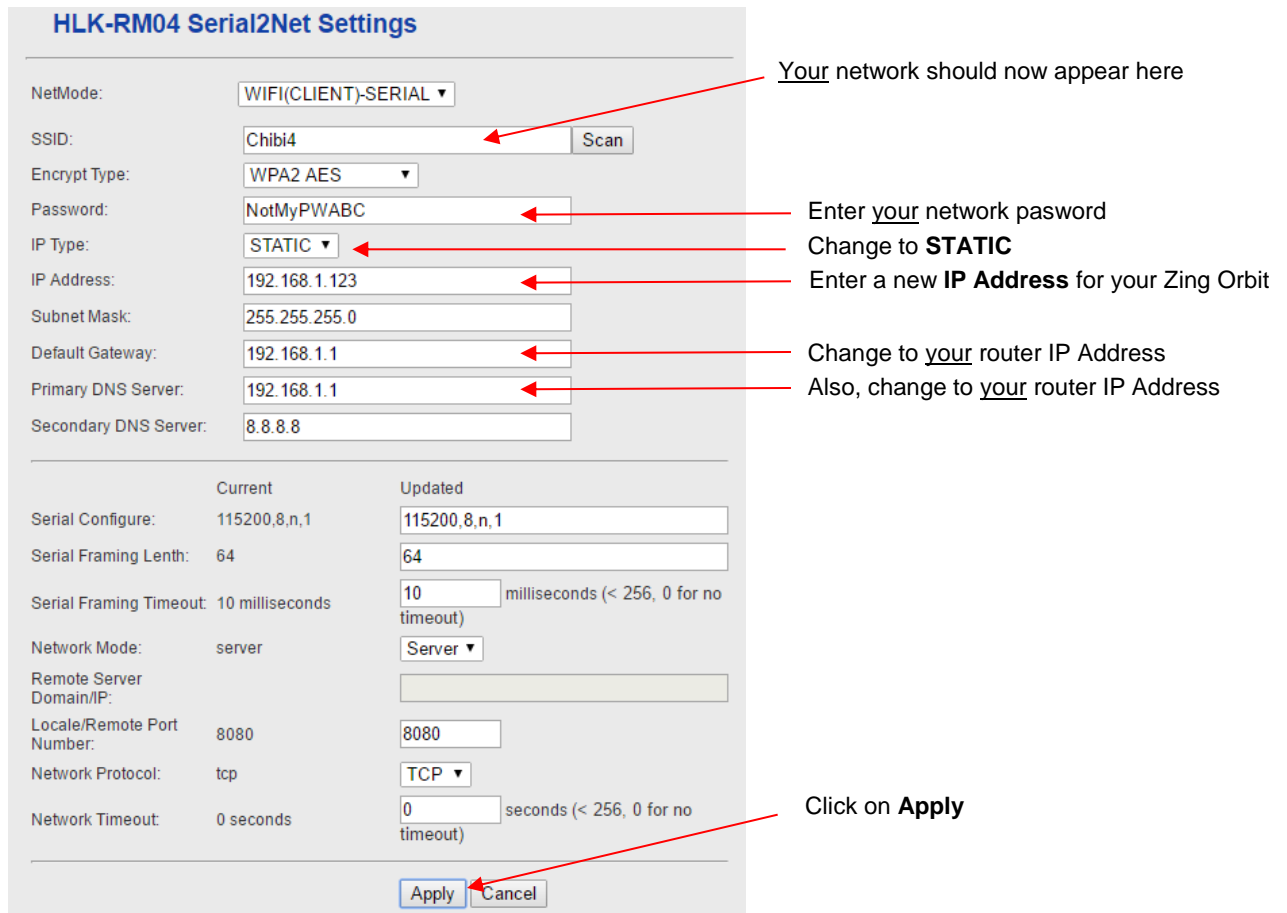 HLK-RM04 Serial2Net Settings
Your network should now appear here
NetMode: WIFI(CLIENT)-SERIAL ▼
SSID: Chibi4 Scan
Encrypt Type: WPA2 AES ▼
Password: NotMyPWABC Enter your network pasword
IP Type: STATIC ▼ Change to STATIC
IP Address: 192.168.1.123 Enter a new IP Address for your Zing Orbit
Subnet Mask: 255.255.255.0
Default Gateway: 192.168.1.1 Change to your router IP Address
Primary DNS Server: 192.168.1.1 Also, change to your router IP Address
Secondary DNS Server: 8.8.8.8
Current Updated
Serial Configure: 115200,8,n,1 115200,8,n,1
Serial Framing Lenth: 64 64
Serial Framing Timeout: 10 milliseconds 10 milliseconds (< 256, 0 for no
timeout)
Network Mode: server Server ▼
Remote Server
Domain/IP:
Locale/Remote Port
Number: 8080 8080
Network Protocol: tcp TCP ▼
Network Timeout: 0 seconds 0 seconds (< 256, 0 for no
timeout)
Click on Apply
Apply Cancel